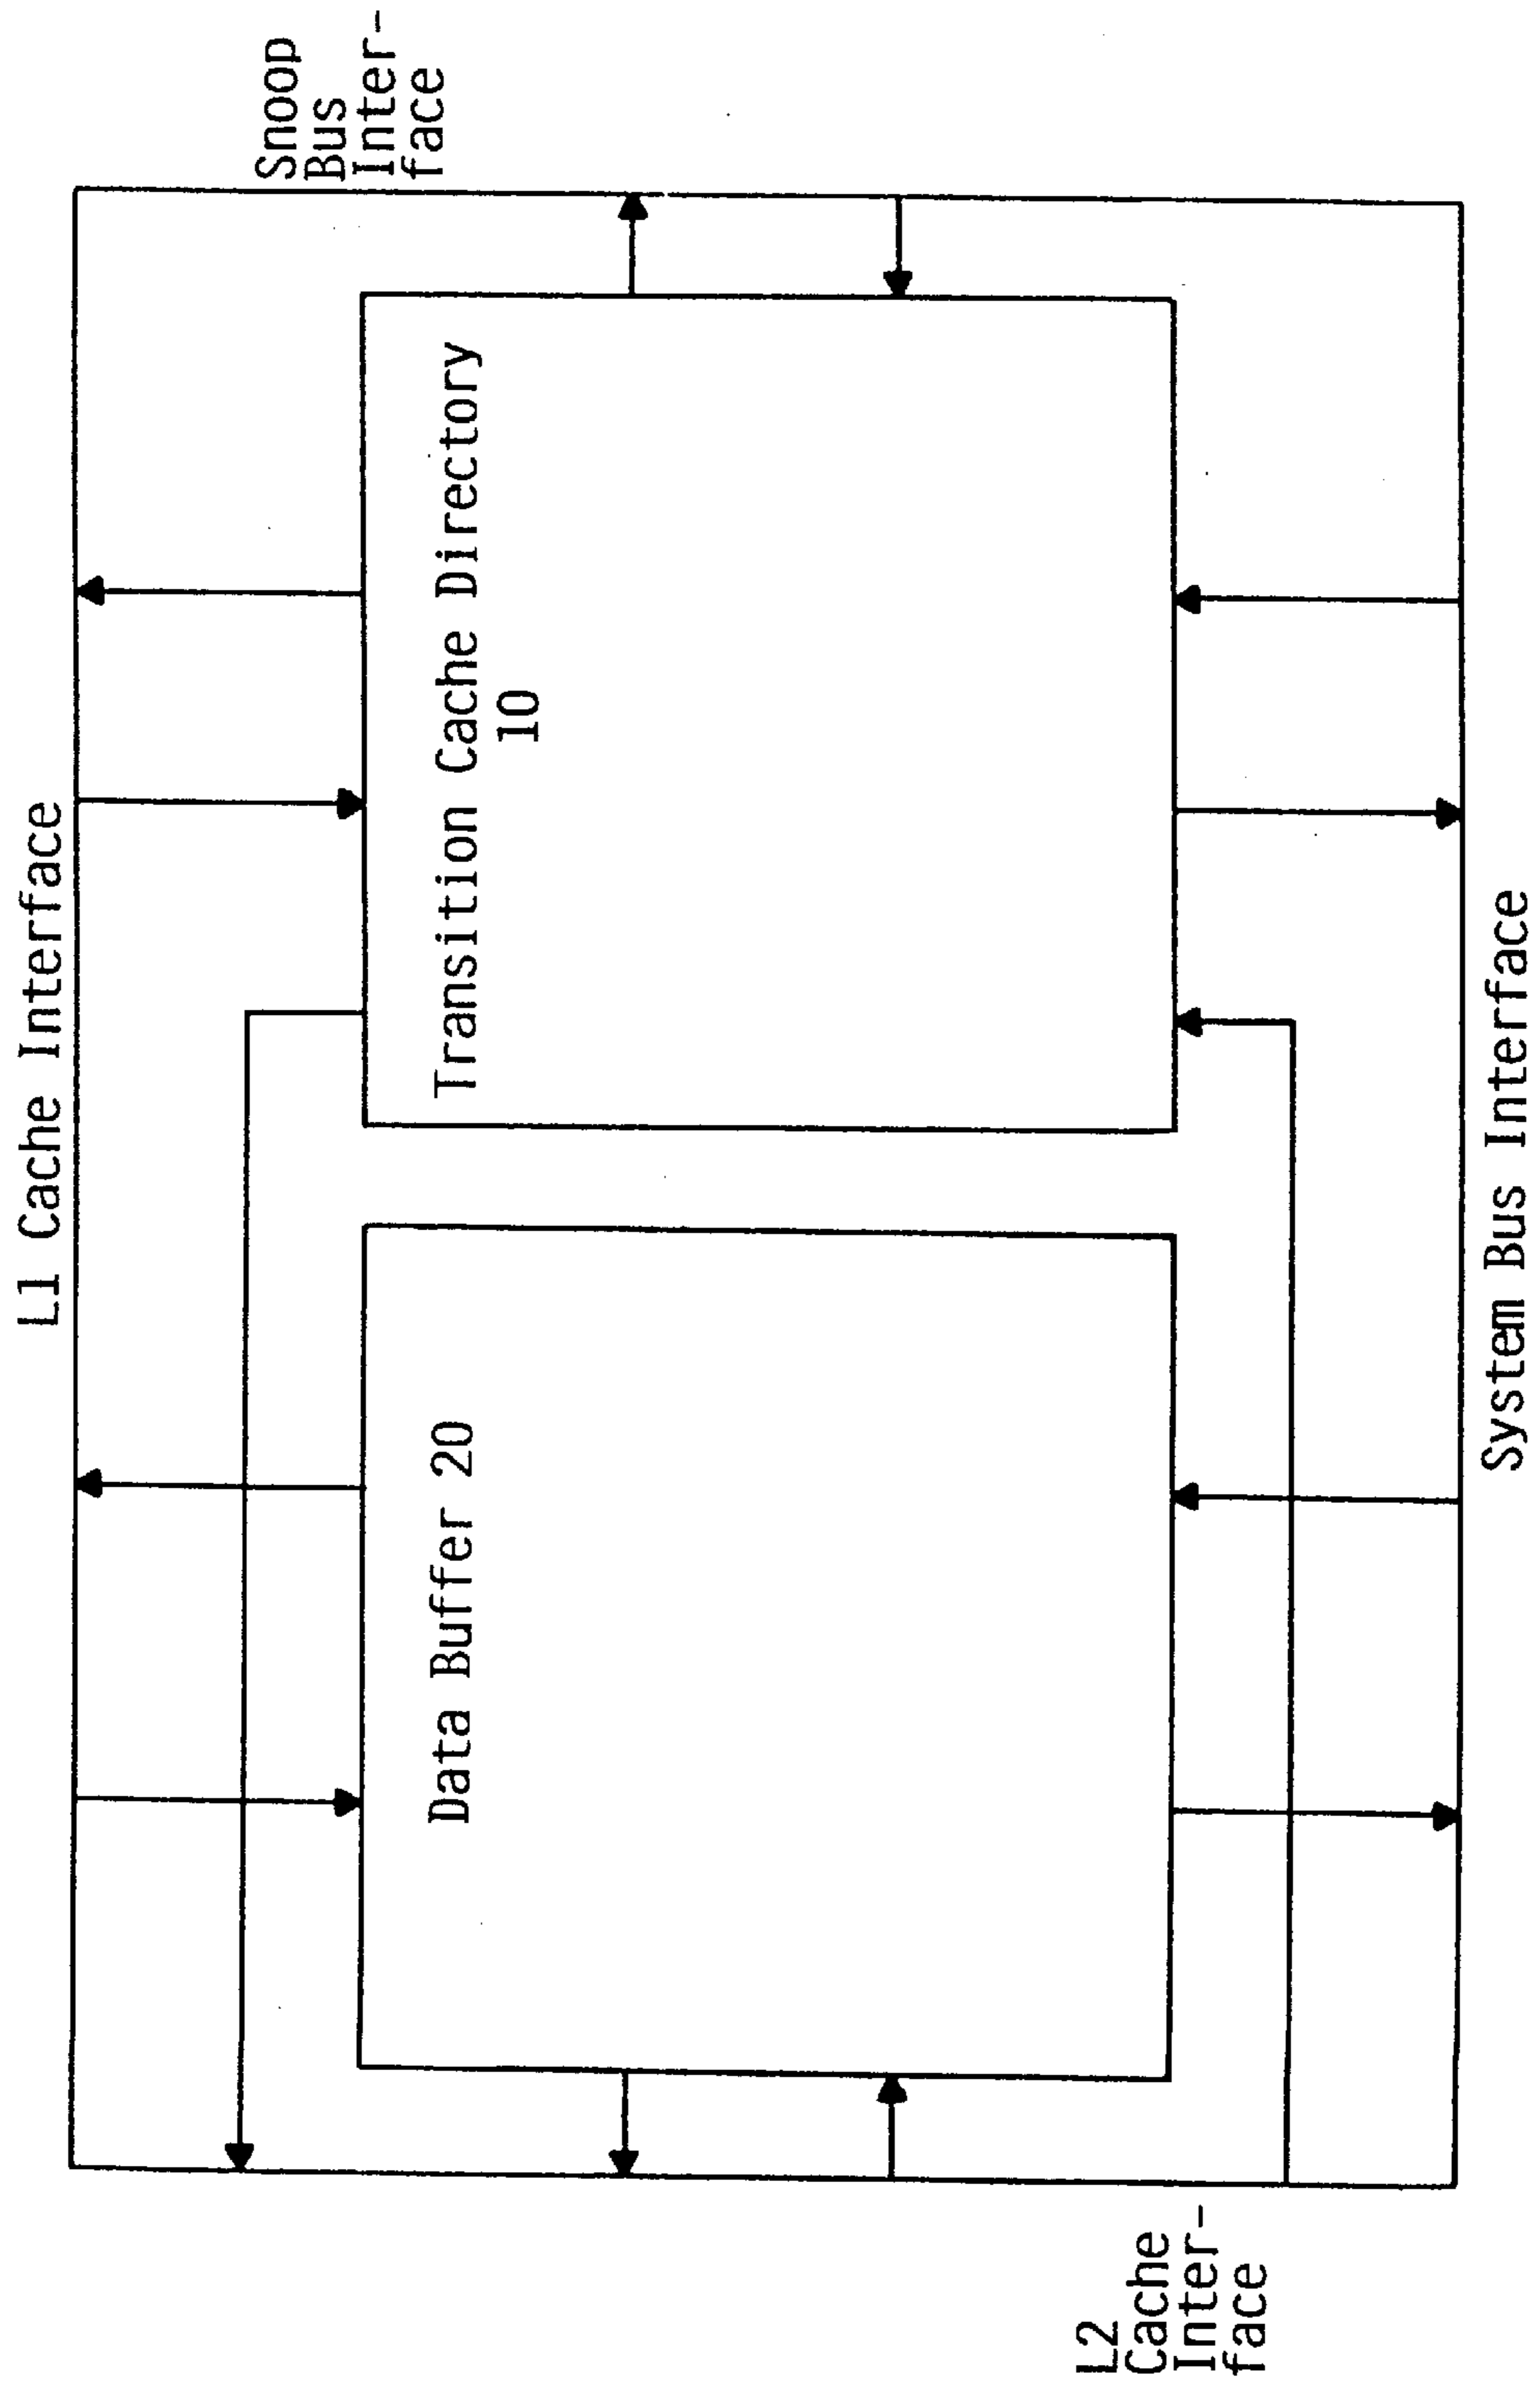 L1 Cache Interface
Snoop
Bus
Inter-
face
Data Buffer 20
Transition Cache Directory
10
L2
Cache
Inter-
face
System Bus Interface